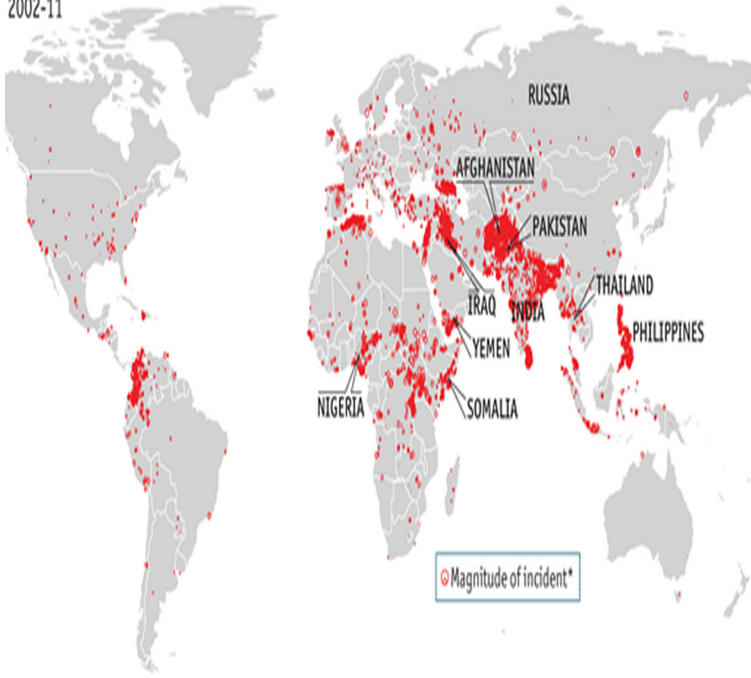 2002-11
RUSSIA
AFGHANISTAN
PAKISTAN
IRAQ
INDIA
THAILAND
PHILIPPINES
YEMEN
NIGERIA
SOMALIA
Magnitude of incident*